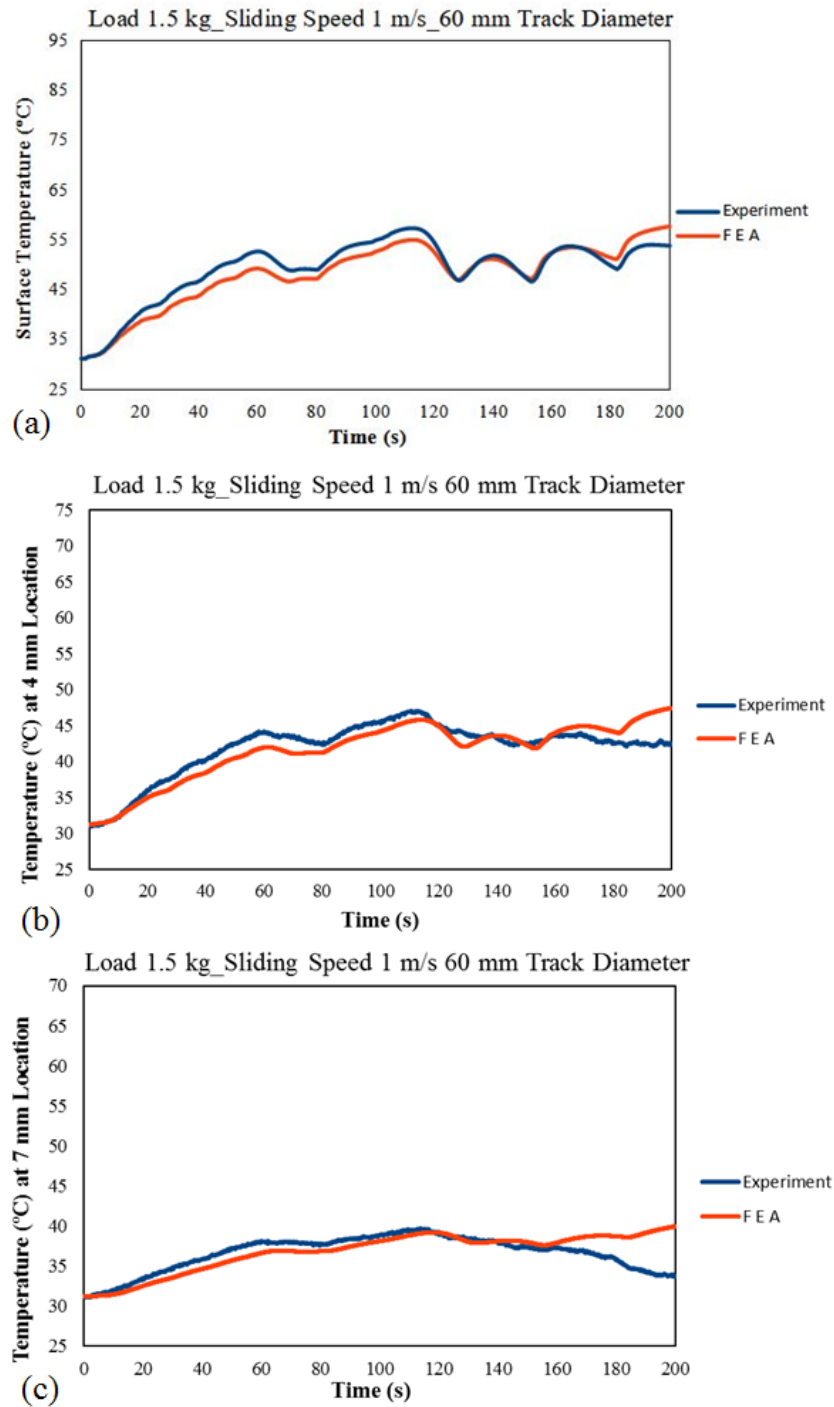 Load 1.5 kg_Sliding Speed 1 m/s_60 mm Track Diameter
95
85
75
65
55
45
35
25
Surface Temperature (°C)
Experiment
F E A
0 20 40 60 80 100 120 140 160 180 200
Time (s)
(a)
Load 1.5 kg_Sliding Speed 1 m/s 60 mm Track Diameter
75
70
65
60
55
50
45
40
35
30
25
Temperature (°C) at 4 mm Location
Experiment
F E A
0 20 40 60 80 100 120 140 160 180 200
Time (s)
(b)
Load 1.5 kg_Sliding Speed 1 m/s 60 mm Track Diameter
70
65
60
55
50
45
40
35
30
25
Temperature (°C) at 7 mm Location
Experiment
F E A
0 20 40 60 80 100 120 140 160 180 200
Time (s)
(c)